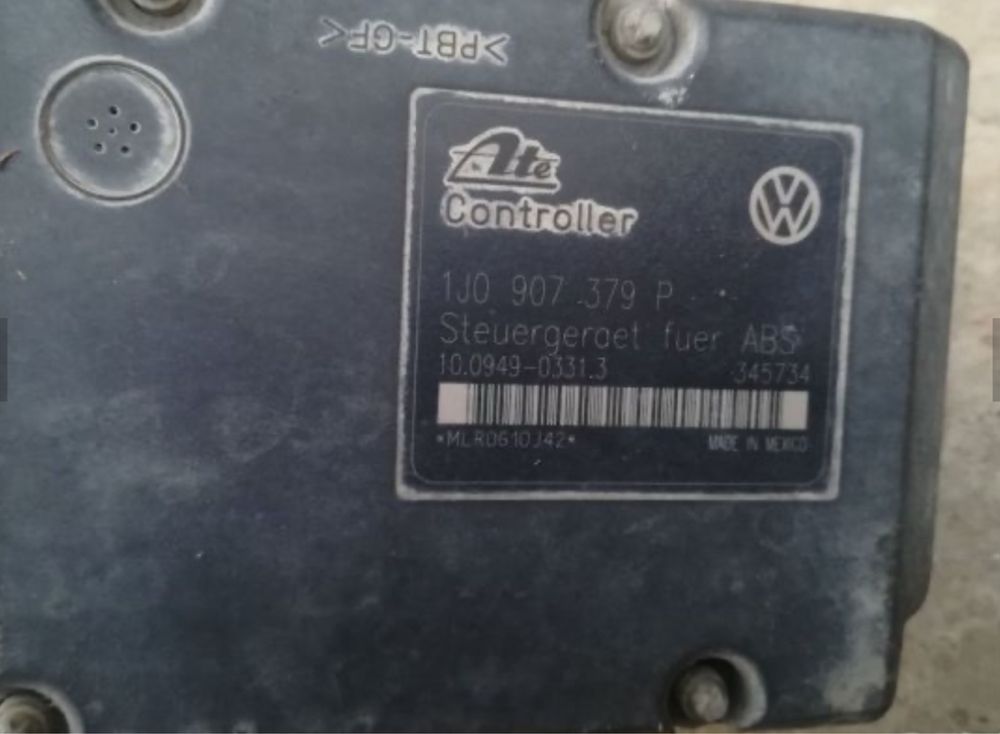 >PBT-GF<
Ate
Controller
VW
1J0 907 379 P
Steuergeraet fuer ABS
10.0949-0331.3 345734
*MLR0610J42*
MADE IN MEXICO